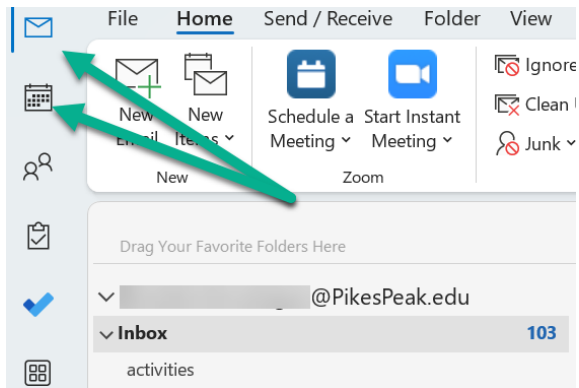 File Home Send / Receive Folder View
New Email
New Items
Schedule a Meeting
Start Instant Meeting
Ignore
Clean
Junk
New
Zoom
Drag Your Favorite Folders Here
@PikesPeak.edu
Inbox 103
activities